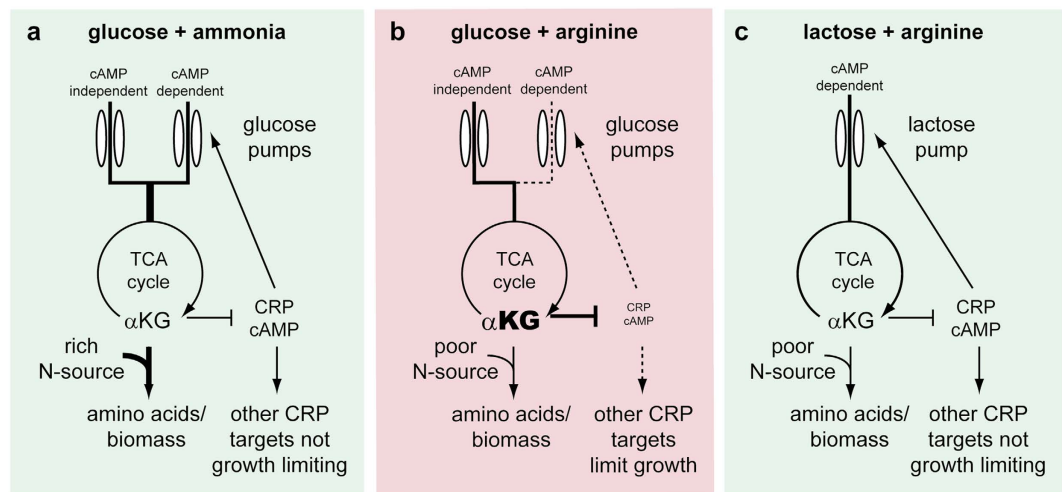 a glucose + ammonia
cAMP independent
cAMP dependent
glucose pumps
TCA cycle
αKG
CRP cAMP
rich N-source
amino acids/ biomass
other CRP targets not growth limiting
b glucose + arginine
cAMP independent
cAMP dependent
glucose pumps
TCA cycle
αKG
CRP cAMP
poor N-source
amino acids/ biomass
other CRP targets limit growth
c lactose + arginine
cAMP dependent
lactose pump
TCA cycle
αKG
CRP cAMP
poor N-source
amino acids/ biomass
other CRP targets not growth limiting